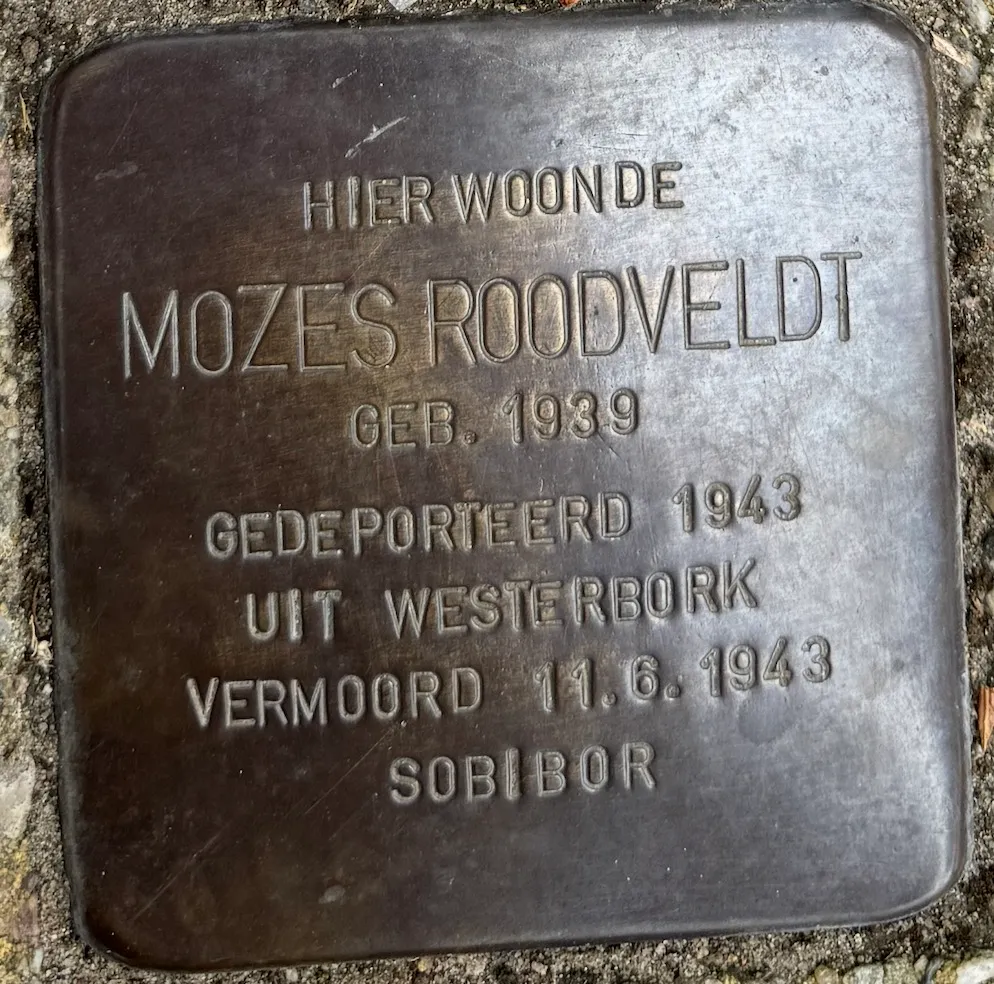 HIER WOONDE
MOZES ROODVELDT
GEB. 1939
GEDEPORTEERD 1943
UIT WESTERBORK
VERMOORD 11.6.1943
SOBIBOR